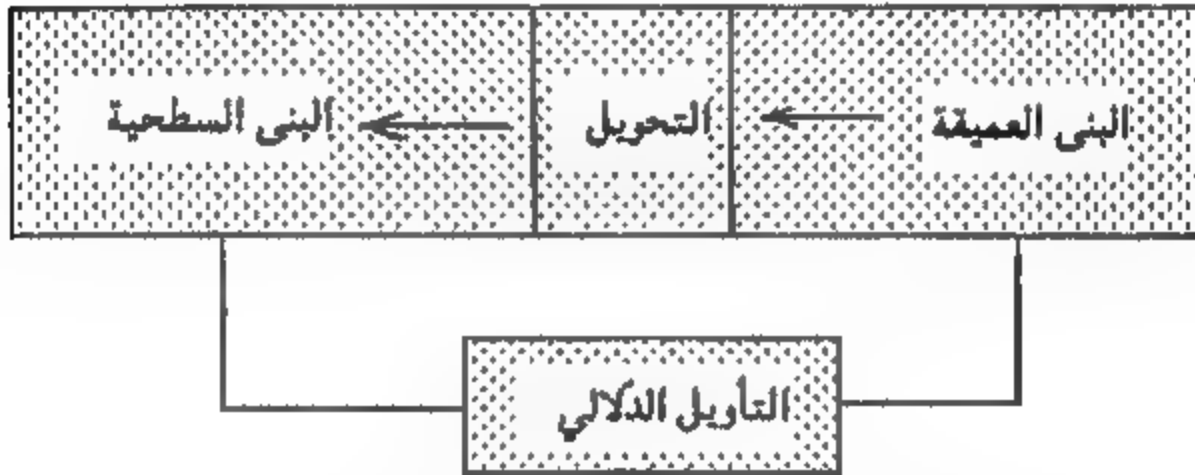 البنى العميقة
التحويل
البنى السطحية
التأويل الدلالي